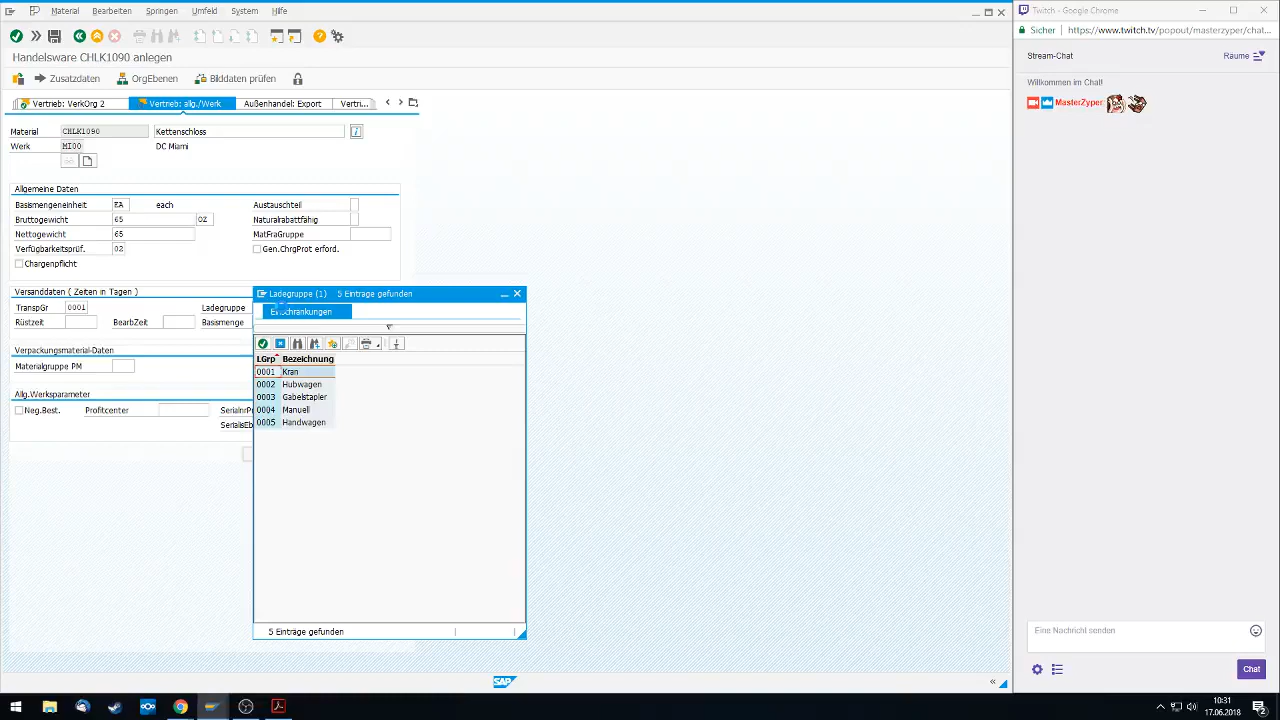 Material Bearbeiten Springen Umfeld System Hilfe
Handelsware CHLK1090 anlegen
Zusatzdaten OrgEbenen Bilddaten prüfen
Vertrieb: VerkOrg 2 Vertrieb: allg./Werk Außenhandel: Export Vertri...
Material CHLK1090 Kettenschloss
Werk MI00 DC Miami
Allgemeine Daten
Basismengeneinheit EA each Austauschteil
Bruttogewicht 65 OZ Naturalrabattfähig
Nettogewicht 65 MatFraGruppe
Verfügbarkeitsprüf. 02 Gen.ChrgProt erford.
Chargenpflicht
Versanddaten ( Zeiten in Tagen )
TranspGr 0001 Ladegruppe
Rüstzeit BearbZeit Basismenge
Verpackungsmaterial-Daten
Materialgruppe PM
Allg.Werksparameter
Neg.Best. Profitcenter SerialnrPr
SerialsEb
Ladegruppe (1) 5 Einträge gefunden
Einschränkungen
LGrp Bezeichnung
0001 Kran
0002 Hubwagen
0003 Gabelstapler
0004 Manuell
0005 Handwagen
5 Einträge gefunden
SAP
Twitch - Google Chrome
Sicher https://www.twitch.tv/popout/masterzyper/chat...
Stream-Chat Räume
Willkommen im Chat!
MasterZyper:
Eine Nachricht senden
Chat
10:31
17.06.2018